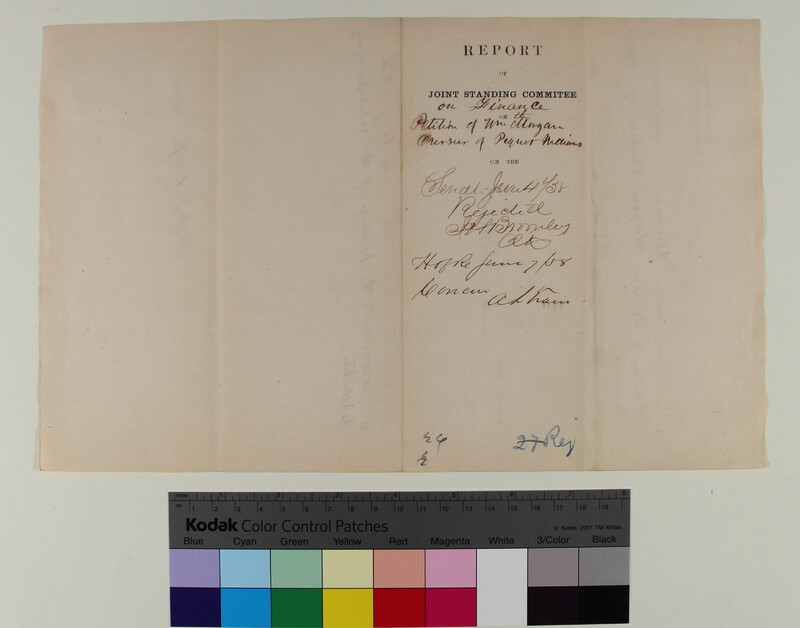 REPORT
OF
JOINT STANDING COMMITEE
on Finance
ON
Petition of Wm Morgan
Overseer of Pequot Indians
ON THE
Senate June 4/58
Rejected
Bromley
Clk
H of Re June 7/58
Concur
A L Train
27 Rej
Kodak Color Control Patches
© Kodak, 2007 TM: Kodak
Blue Cyan Green Yellow Red Magenta White 3/Color Black